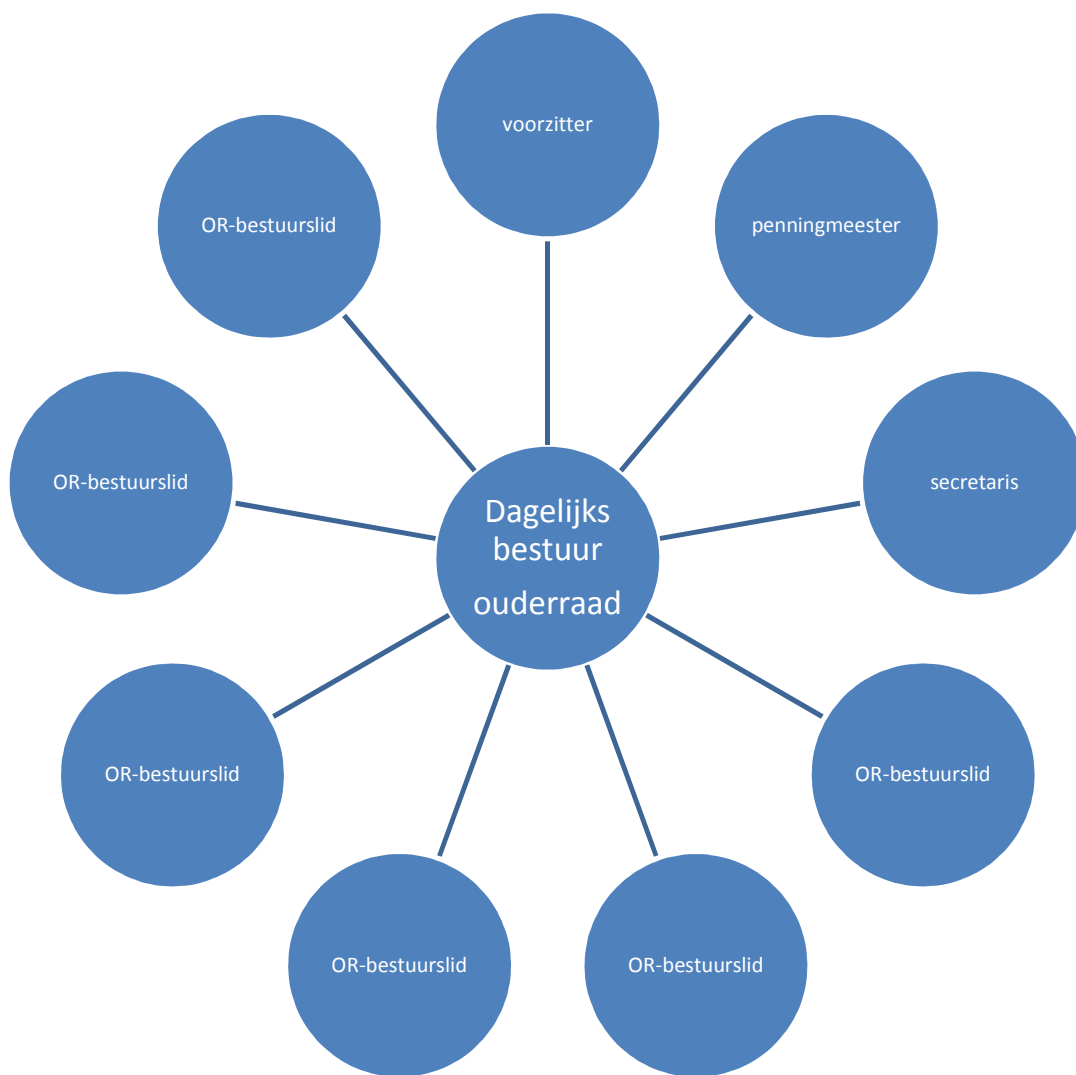 voorzitter
penningmeester
OR-bestuurslid
secretaris
OR-bestuurslid
Dagelijks
bestuur
ouderraad
OR-bestuurslid
OR-bestuurslid
OR-bestuurslid
OR-bestuurslid